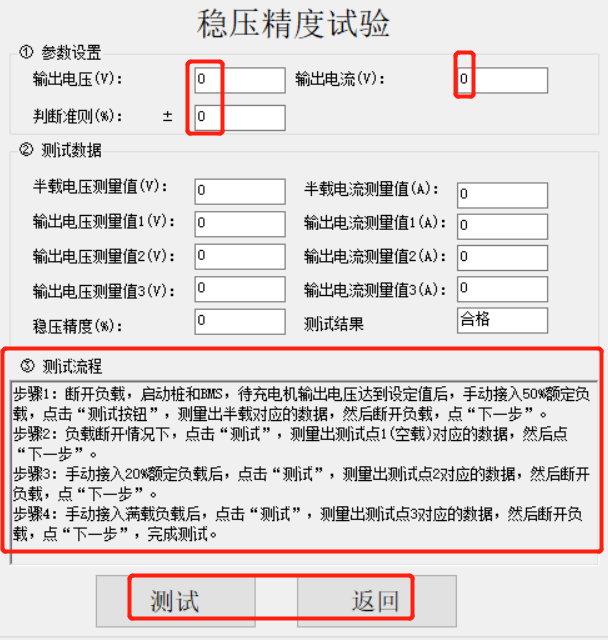 稳压精度试验
① 参数设置
输出电压(V): 0 输出电流(V): 0
判断准则(%): ± 0
② 测试数据
半载电压测量值(V): 0 半载电流测量值(A): 0
输出电压测量值1(V): 0 输出电流测量值1(A): 0
输出电压测量值2(V): 0 输出电流测量值2(A): 0
输出电压测量值3(V): 0 输出电流测量值3(A): 0
稳压精度(%): 0 测试结果 合格
③ 测试流程
步骤1: 断开负载，启动桩和BMS，待充电机输出电压达到设定值后，手动接入50%额定负
载，点击“测试按钮”，测量出半载对应的数据，然后断开负载，点“下一步”。
步骤2: 负载断开情况下，点击“测试”，测量出测试点1(空载)对应的数据，然后点
“下一步”。
步骤3: 手动接入20%额定负载后，点击“测试”，测量出测试点2对应的数据，然后断开
负载，点“下一步”。
步骤4: 手动接入满载负载后，点击“测试”，测量出测试点3对应的数据，然后断开负
载，点“下一步”，完成测试。
测试 返回